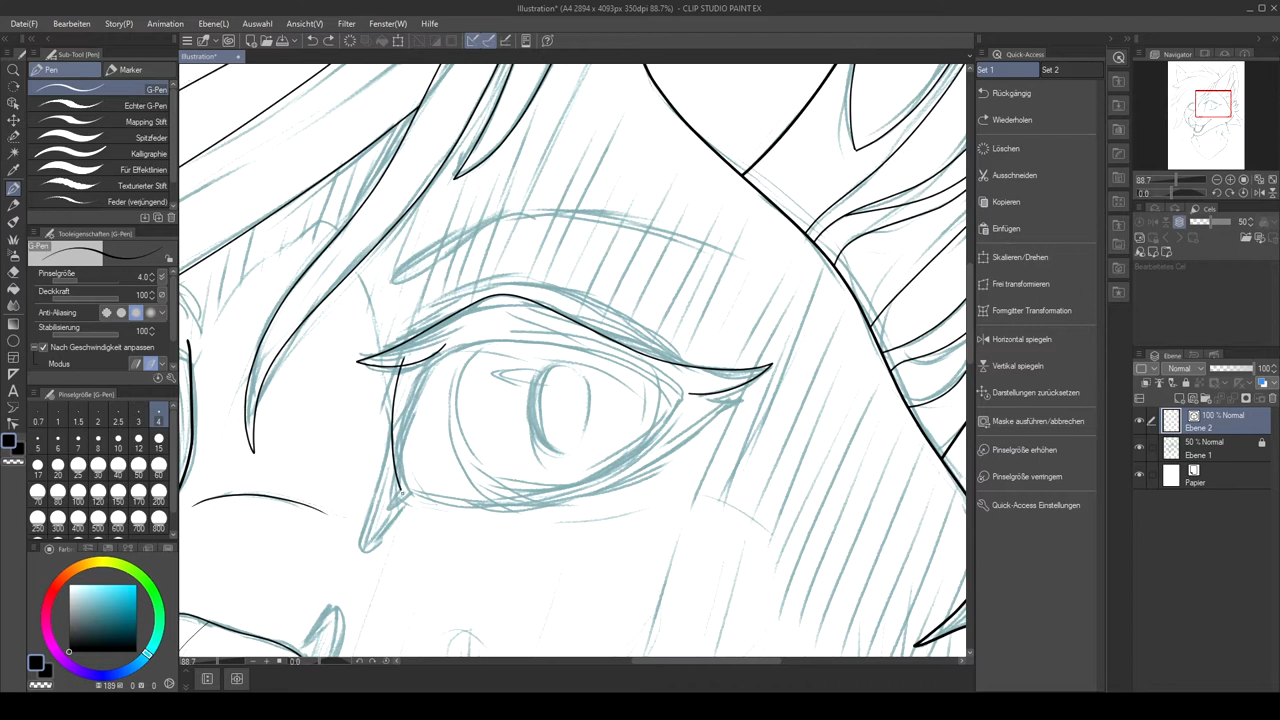 Illustration* (A4 2894 x 4093px 350dpi 88.7%) - CLIP STUDIO PAINT EX
Datei(F) Bearbeiten Story(P) Animation Ebene(L) Auswahl Ansicht(V) Filter Fenster(W) Hilfe
Sub-Tool [Pen]
Pen Marker
G-Pen
Echter G-Pen
Mapping Stift
Spitzfeder
Kalligraphie
Für Effektlinien
Texturierter Stift
Feder (verjüngend)
Tooleigenschaften [G-Pen]
G-Pen
Pinselgröße 4.0
Deckkraft 100
Anti-Aliasing
Stabilisierung 100
Nach Geschwindigkeit anpassen
Modus
Pinselgröße [G-Pen]
1 1.5 2 2.5 3 4
5 6 8 10 12 15
17 20 25 30 40 50 60
70 80 100 120 150 170 200
250 300 400 500 600 700 800
Farb
189 0 0
Illustration*
88.7 0.0
Quick-Access
Set 1 Set 2
Rückgängig
Wiederholen
Löschen
Ausschneiden
Kopieren
Einfügen
Skalieren/Drehen
Frei transformieren
Formgitter Transformation
Horizontal spiegeln
Vertikal spiegeln
Darstellungen zurücksetzen
Maske ausführen/abbrechen
Pinselgröße erhöhen
Pinselgröße verringern
Quick-Access Einstellungen
Navigator
88.7
0.0
Cels
50
Bearbeitetes Cel
Ebene
Normal 100
100 % Normal
Ebene 2
50 % Normal
Ebene 1
Papier